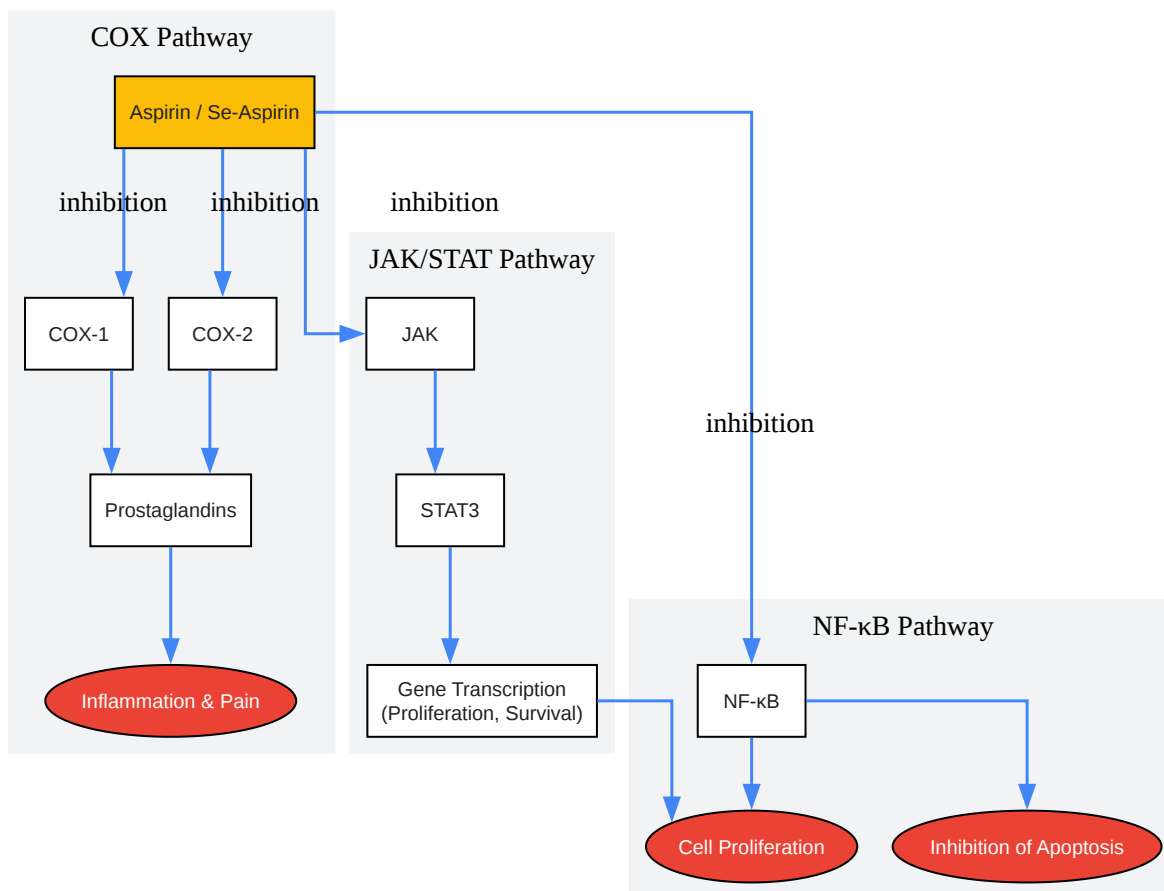 COX Pathway
Aspirin / Se-Aspirin
inhibition
inhibition
inhibition
JAK/STAT Pathway
COX-1
COX-2
JAK
inhibition
Prostaglandins
STAT3
NF-κB Pathway
Inflammation & Pain
Gene Transcription
(Proliferation, Survival)
NF-κB
Cell Proliferation
Inhibition of Apoptosis